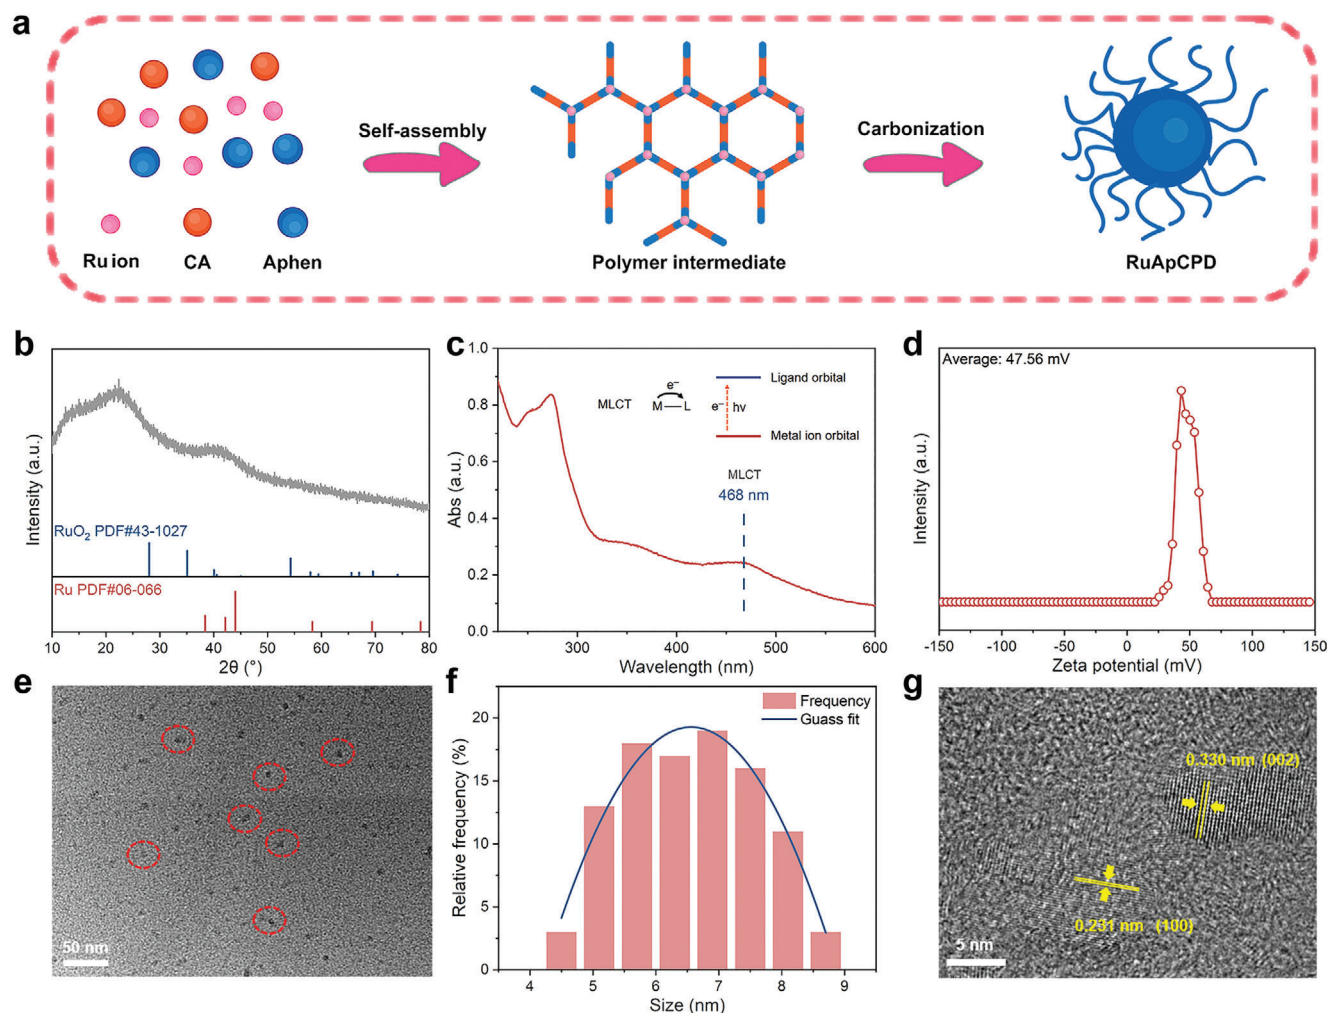 a
Self-assembly
Carbonization
Ru ion
CA
Aphen
Polymer intermediate
RuApCPD
b
Intensity (a.u.)
RuO2 PDF#43-1027
Ru PDF#06-066
10 20 30 40 50 60 70 80
2θ (°)
c
Abs (a.u.)
1.0
0.8
0.6
0.4
0.2
0.0
MLCT
e⁻
M—L
e⁻
hv
Ligand orbital
Metal ion orbital
MLCT
468 nm
300 400 500 600
Wavelength (nm)
d
Average: 47.56 mV
Intensity (a.u.)
-150 -100 -50 0 50 100 150
Zeta potential (mV)
e
50 nm
f
Relative frequency (%)
20
15
10
5
0
Frequency
Guass fit
4 5 6 7 8 9
Size (nm)
g
0.330 nm (002)
0.231 nm (100)
5 nm